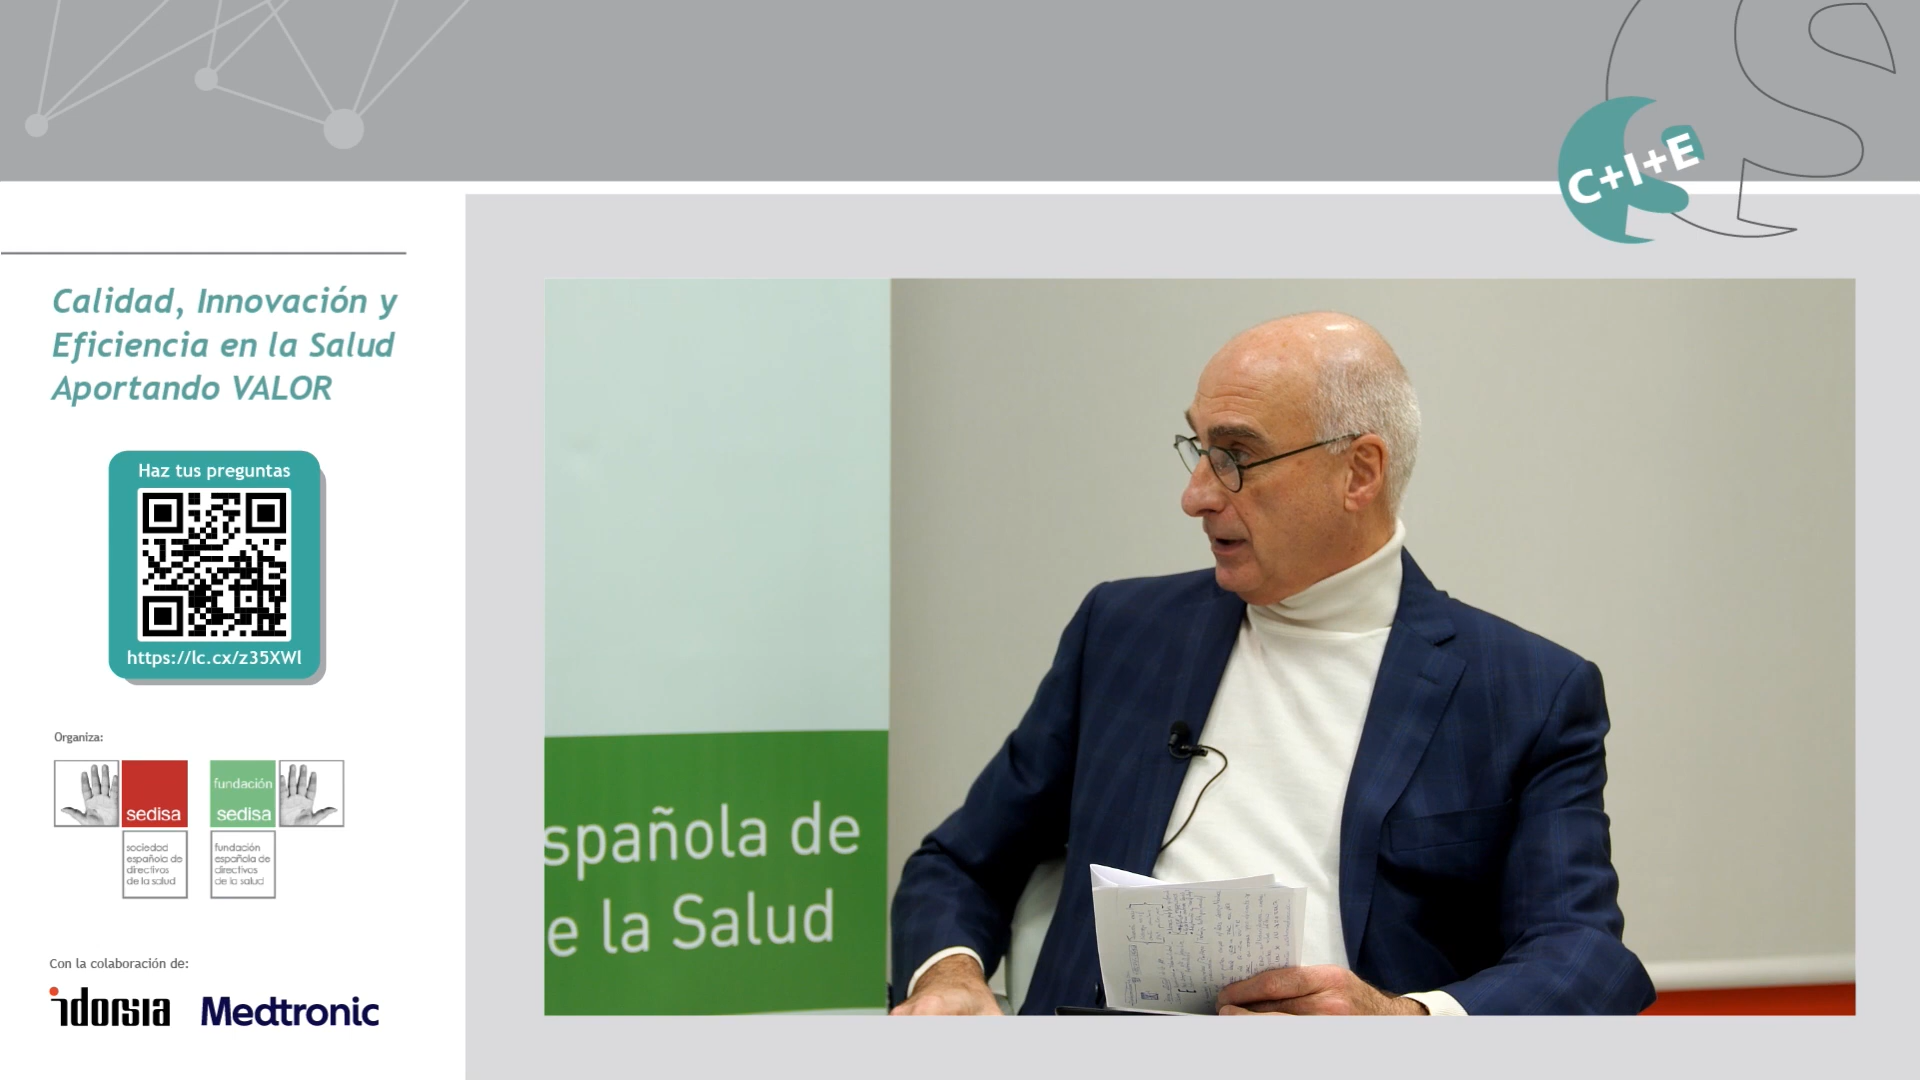 C+I+E
Calidad, Innovación y
Eficiencia en la Salud
Aportando VALOR
Haz tus preguntas
https://lc.cx/z35XWl
Organiza:
sedisa
sociedad
española de
directivos
de la salud
fundación
sedisa
fundación
española de
directivos
de la salud
Con la colaboración de:
idorsia
Medtronic
spañola de
e la Salud